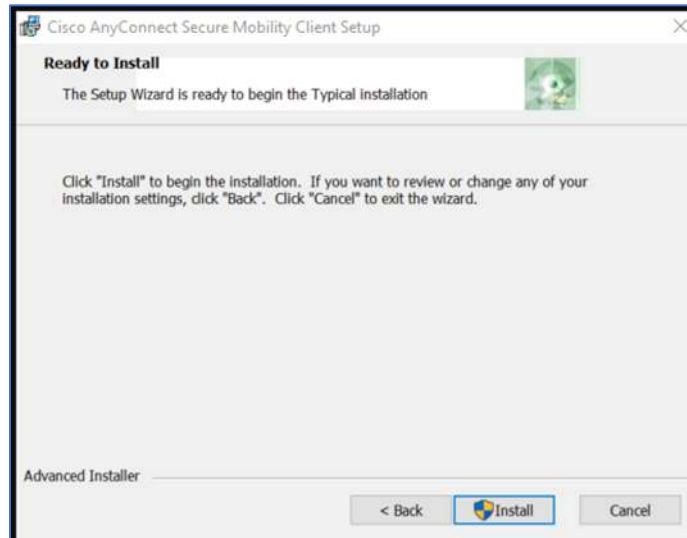 Cisco AnyConnect Secure Mobility Client Setup
Ready to Install
The Setup Wizard is ready to begin the Typical installation
Click "Install" to begin the installation. If you want to review or change any of your
installation settings, click "Back". Click "Cancel" to exit the wizard.
Advanced Installer
< Back Install Cancel